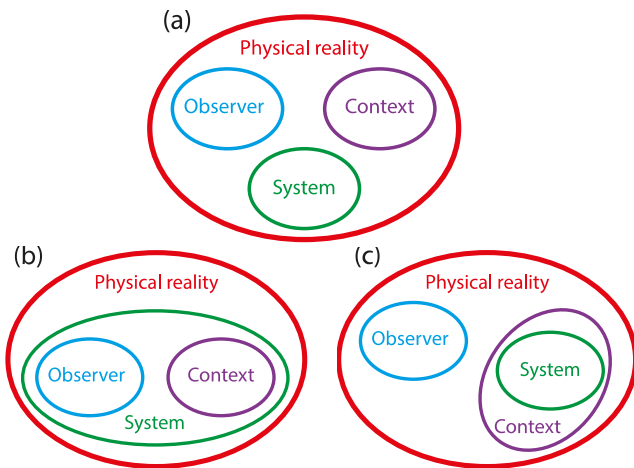 (a)
Physical reality
Observer
Context
System
(b)
Physical reality
Observer
Context
System
(c)
Physical reality
Observer
System
Context